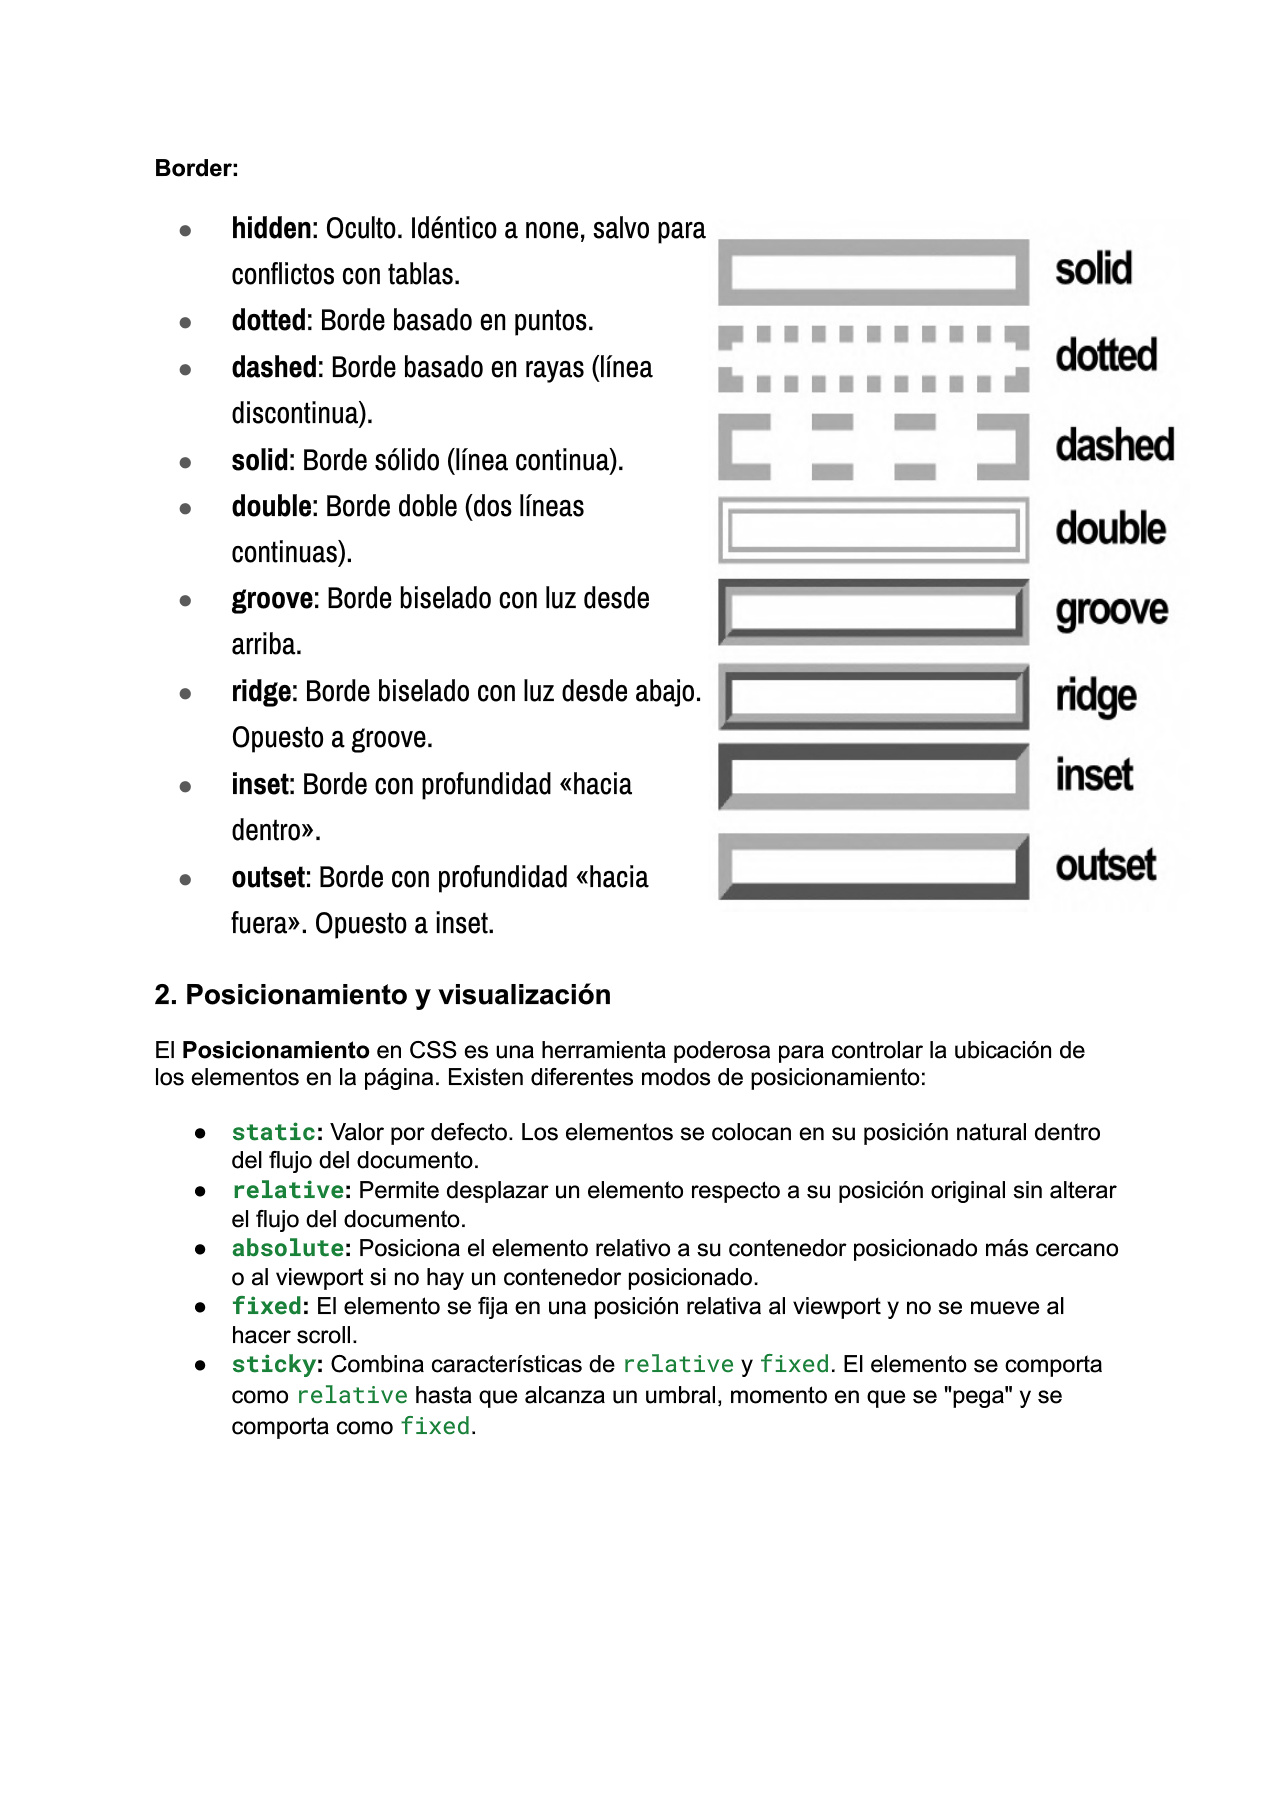 Border:
● hidden: Oculto. Idéntico a none, salvo para
conflictos con tablas.
● dotted: Borde basado en puntos.
● dashed: Borde basado en rayas (línea
discontinua).
● solid: Borde sólido (línea continua).
● double: Borde doble (dos líneas
continuas).
● groove: Borde biselado con luz desde
arriba.
● ridge: Borde biselado con luz desde abajo.
Opuesto a groove.
● inset: Borde con profundidad «hacia
dentro».
● outset: Borde con profundidad «hacia
fuera». Opuesto a inset.
solid
dotted
dashed
double
groove
ridge
inset
outset
2. Posicionamiento y visualización
El Posicionamiento en CSS es una herramienta poderosa para controlar la ubicación de
los elementos en la página. Existen diferentes modos de posicionamiento:
● static: Valor por defecto. Los elementos se colocan en su posición natural dentro
del flujo del documento.
● relative: Permite desplazar un elemento respecto a su posición original sin alterar
el flujo del documento.
● absolute: Posiciona el elemento relativo a su contenedor posicionado más cercano
o al viewport si no hay un contenedor posicionado.
● fixed: El elemento se fija en una posición relativa al viewport y no se mueve al
hacer scroll.
● sticky: Combina características de relative y fixed. El elemento se comporta
como relative hasta que alcanza un umbral, momento en que se "pega" y se
comporta como fixed.